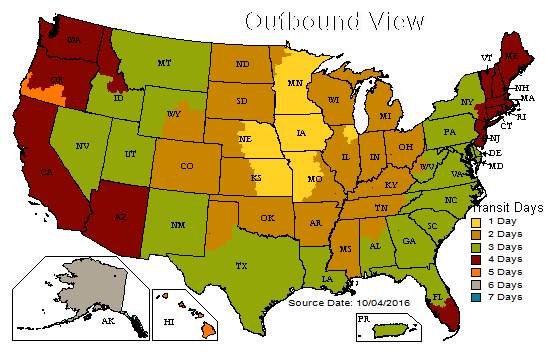 Outbound View
WA
MT
ND
MN
VT
ME
OR
ID
SD
WI
MI
NY
NH
MA
WY
RI
CT
NE
IA
PA
NJ
NV
UT
CO
KS
MO
IL
IN
OH
WV
VA
DE
MD
CA
KY
NC
AZ
NM
OK
AR
TN
SC
TX
LA
MS
AL
GA
FL
Transit Days
1 Day
2 Days
3 Days
4 Days
5 Days
6 Days
7 Days
Source Date: 10/04/2016
AK
HI
PR